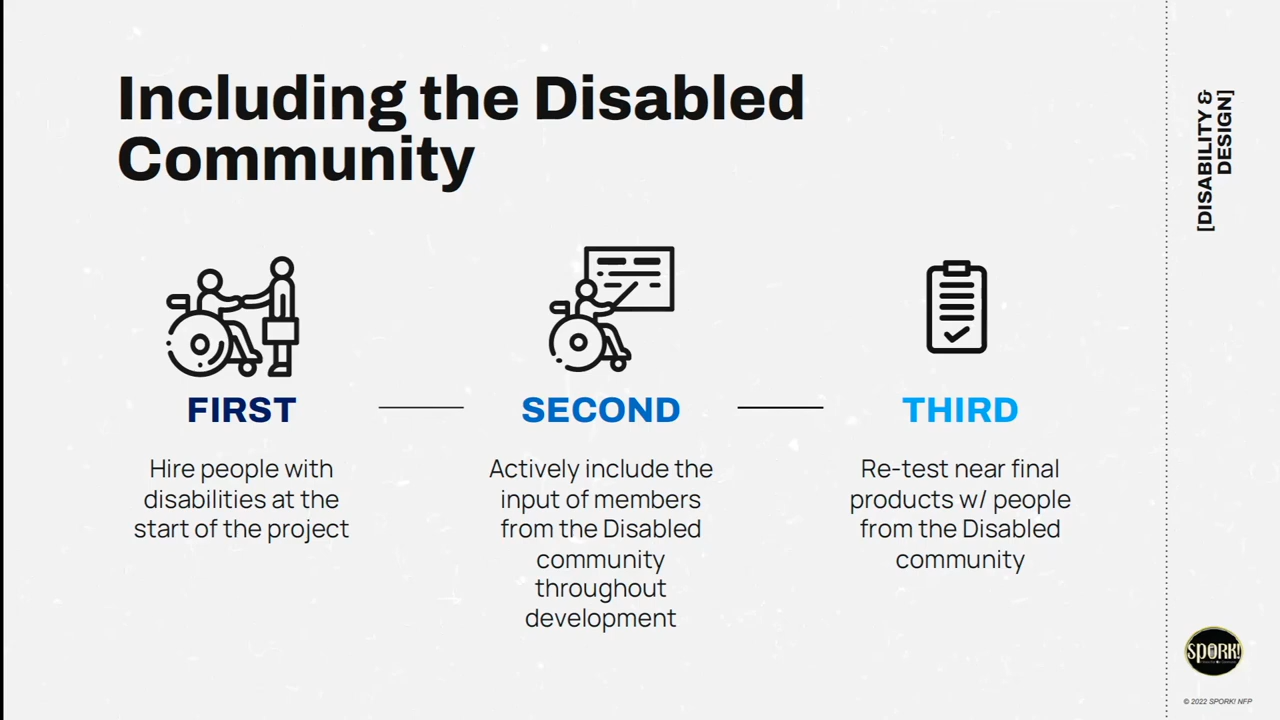 Including the Disabled
Community
[DISABILITY &
DESIGN]
FIRST
Hire people with
disabilities at the
start of the project
SECOND
Actively include the
input of members
from the Disabled
community
throughout
development
THIRD
Re-test near final
products w/ people
from the Disabled
community
SPORK!
© 2022 SPORK! NFP